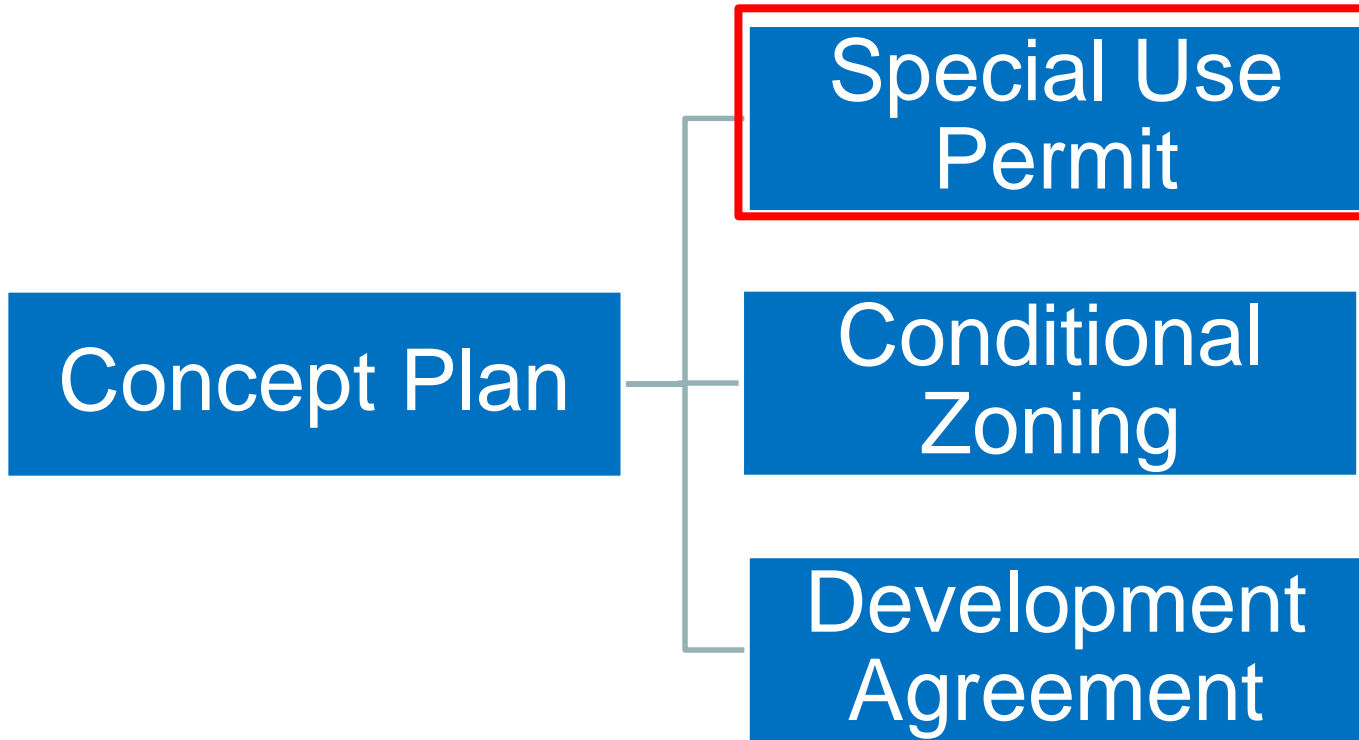 Concept Plan
Special Use
Permit
Conditional
Zoning
Development
Agreement